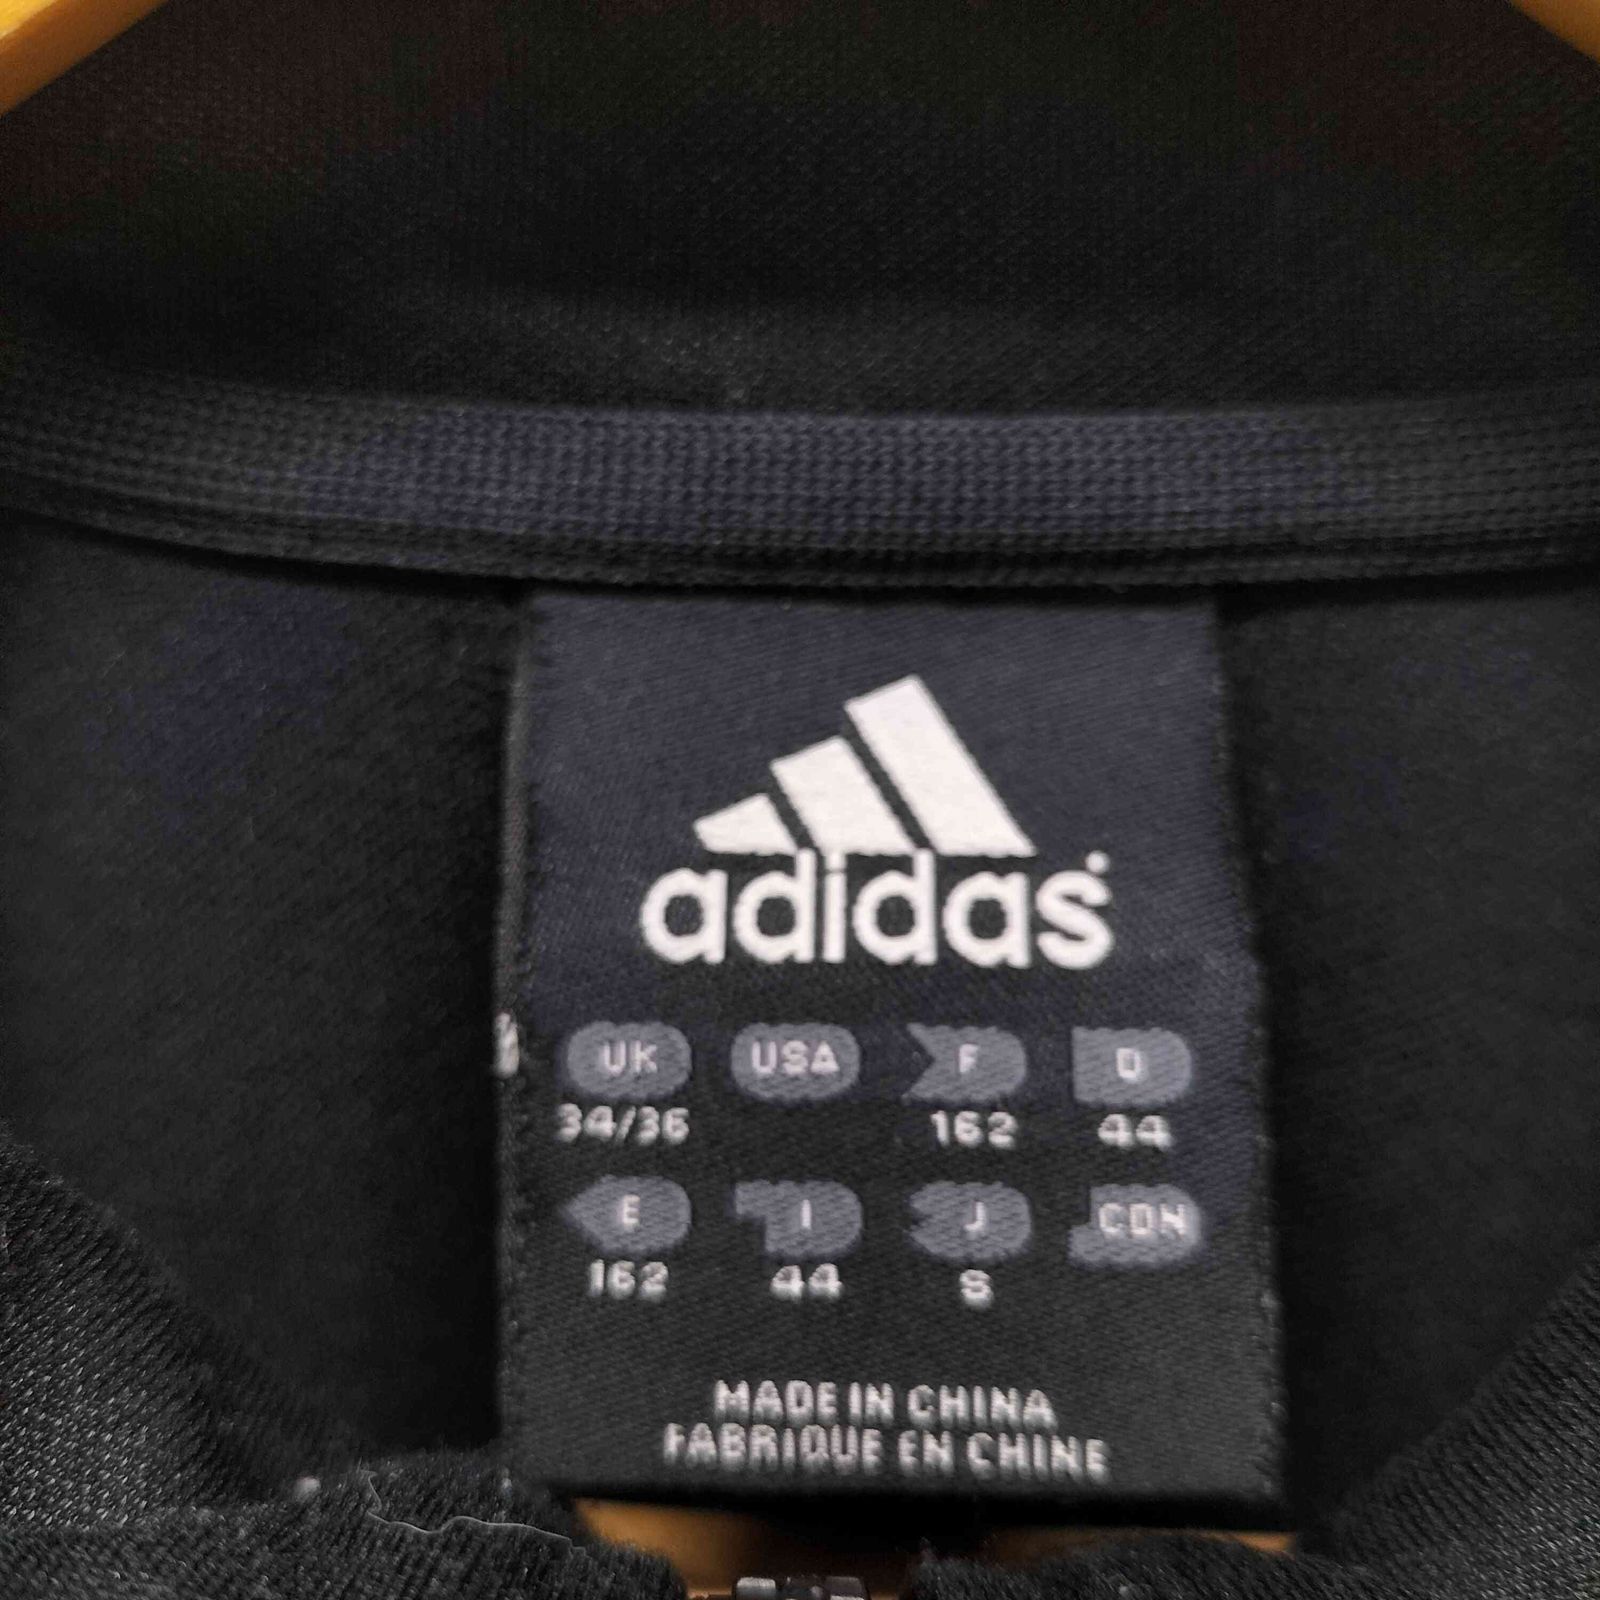 adidas
UK USA F D
34/36 162 44
E I J CDN
162 44 S
MADE IN CHINA
FABRIQUE EN CHINE